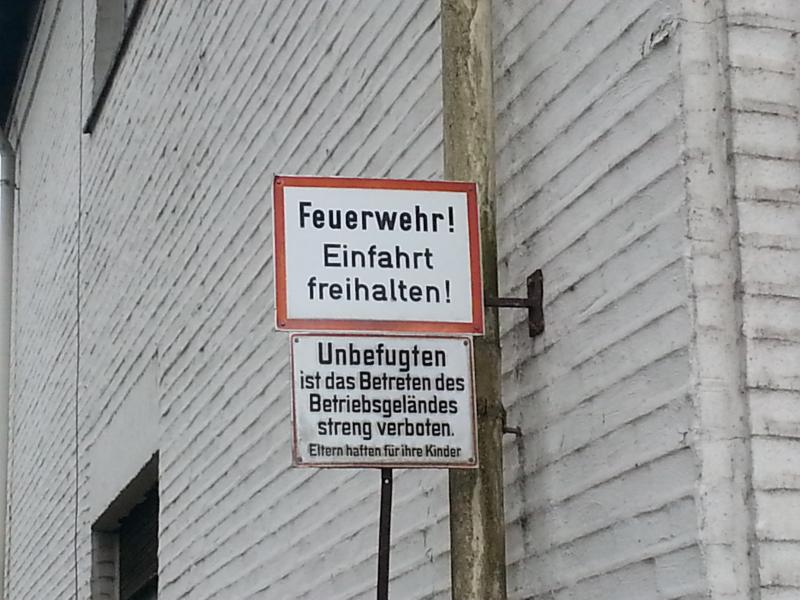 Feuerwehr!
Einfahrt
freihalten!
Unbefugten
ist das Betreten des
Betriebsgeländes
streng verboten.
Eltern haften für ihre Kinder